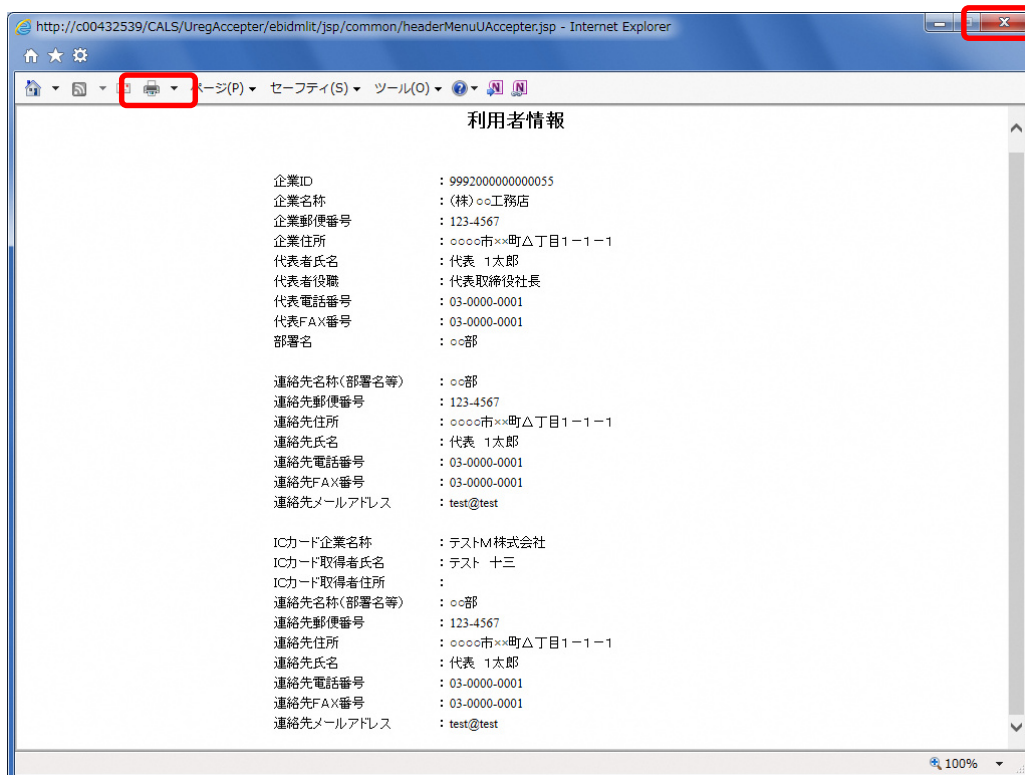 http://c00432539/CALS/UregAccepter/ebidmlit/jsp/common/headerMenuUAccepter.jsp - Internet Explorer
ページ(P) セーフティ(S) ツール(O)
利用者情報
企業ID : 9992000000000055
企業名称 : (株)○○工務店
企業郵便番号 : 123-4567
企業住所 : ○○○○市××町△丁目1－1－1
代表者氏名 : 代表 1太郎
代表者役職 : 代表取締役社長
代表電話番号 : 03-0000-0001
代表FAX番号 : 03-0000-0001
部署名 : ○○部
連絡先名称(部署名等) : ○○部
連絡先郵便番号 : 123-4567
連絡先住所 : ○○○○市××町△丁目1－1－1
連絡先氏名 : 代表 1太郎
連絡先電話番号 : 03-0000-0001
連絡先FAX番号 : 03-0000-0001
連絡先メールアドレス : test@test
ICカード企業名称 : テストM株式会社
ICカード取得者氏名 : テスト 十三
ICカード取得者住所 :
連絡先名称(部署名等) : ○○部
連絡先郵便番号 : 123-4567
連絡先住所 : ○○○○市××町△丁目1－1－1
連絡先氏名 : 代表 1太郎
連絡先電話番号 : 03-0000-0001
連絡先FAX番号 : 03-0000-0001
連絡先メールアドレス : test@test
100%